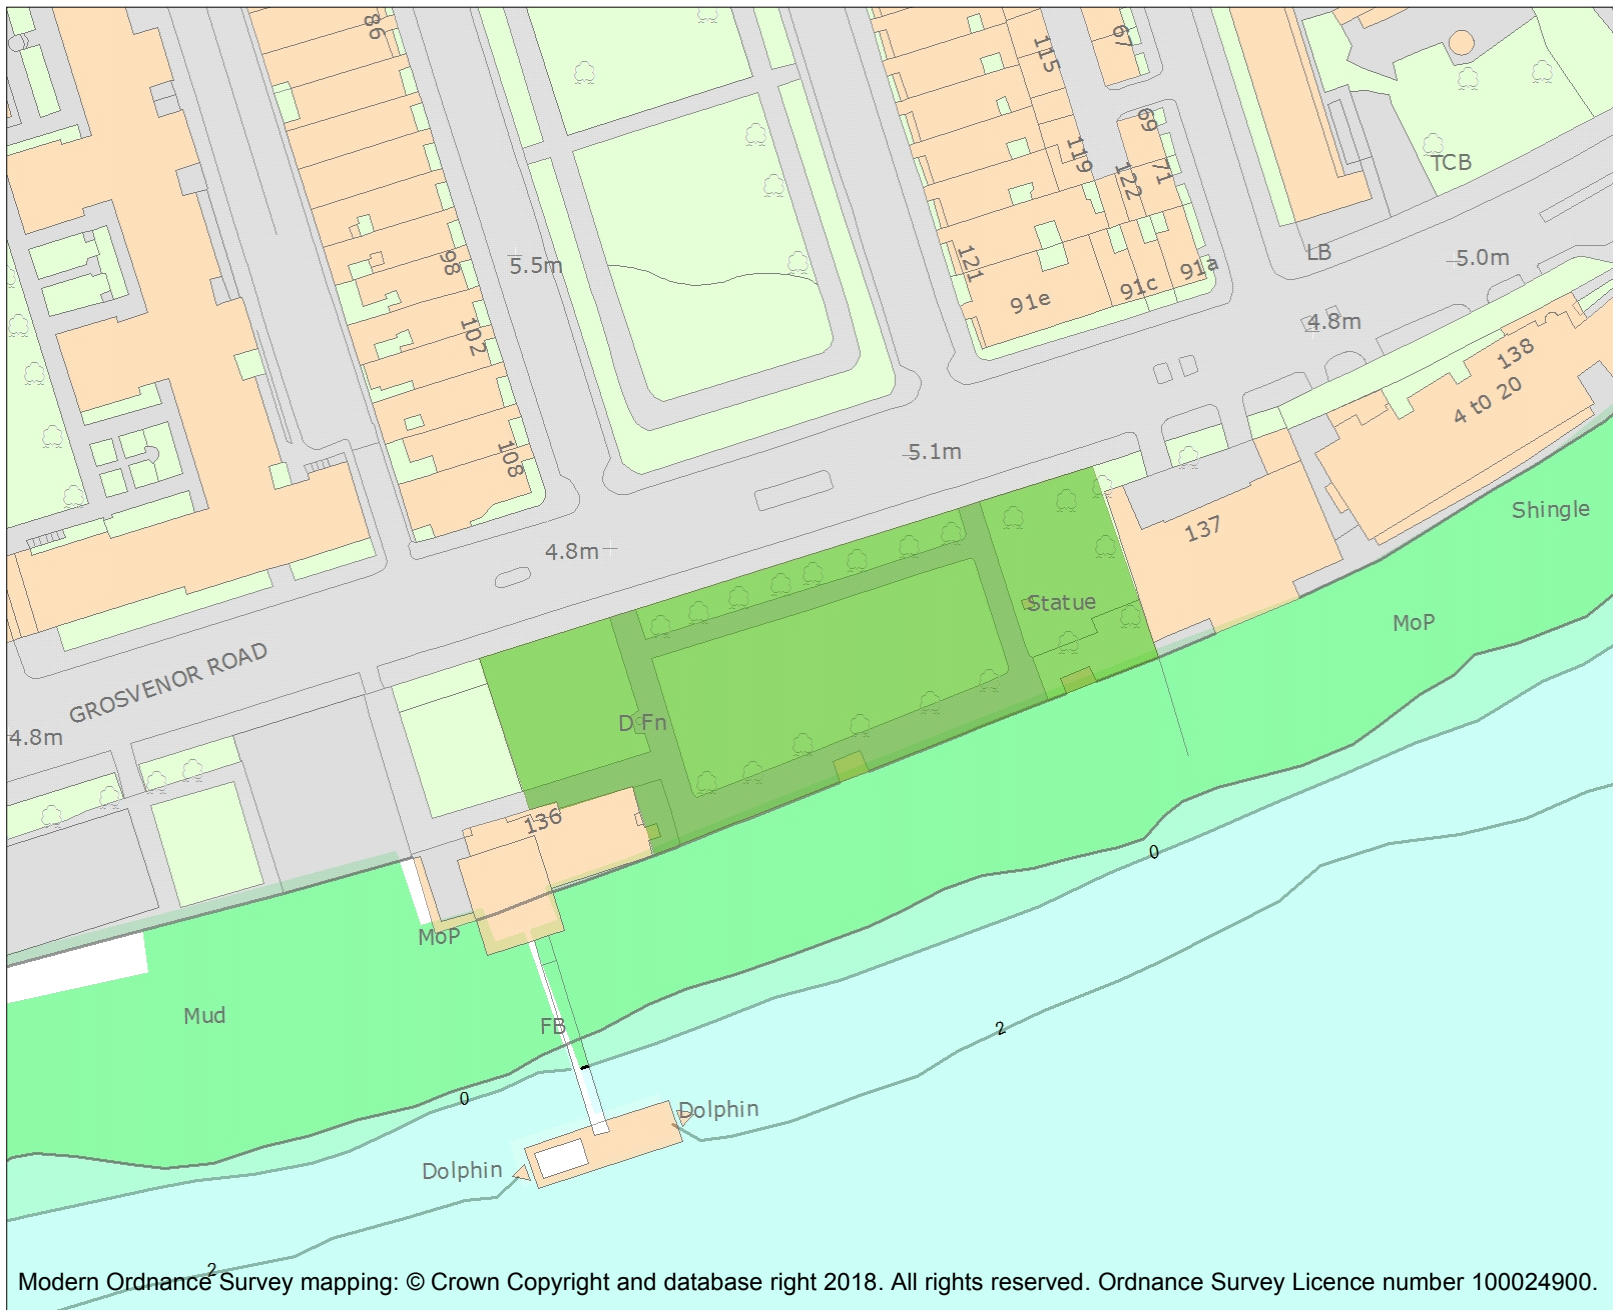 86
115
67
69
119
122
71
TCB
98
5.5m
121
91e
91c
91a
LB
5.0m
102
4.8m
138
4 to 20
108
5.1m
137
Shingle
4.8m
Statue
MoP
GROSVENOR ROAD
D Fn
4.8m
136
0
MoP
Mud
FB
2
0
Dolphin
Dolphin
2
Modern Ordnance Survey mapping: © Crown Copyright and database right 2018. All rights reserved. Ordnance Survey Licence number 100024900.